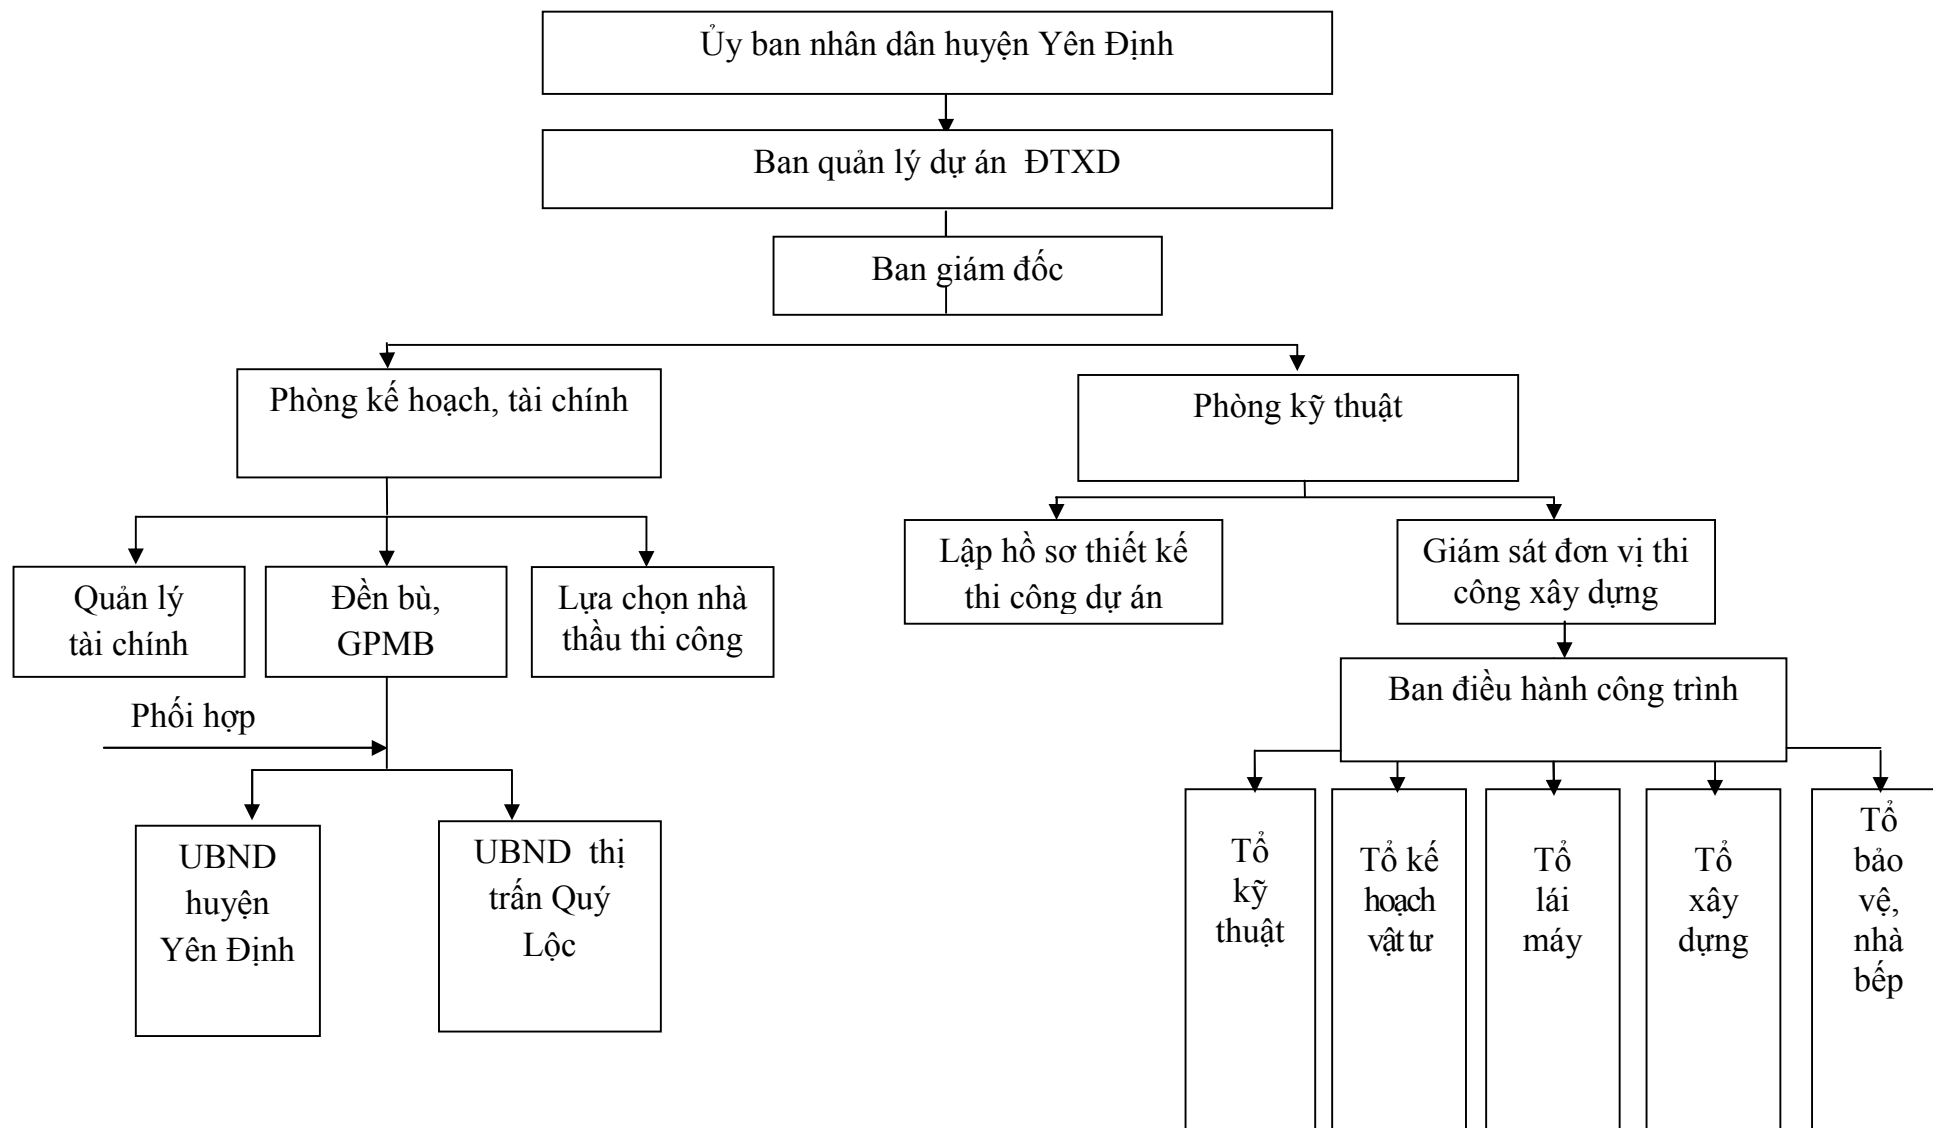 Ủy ban nhân dân huyện Yên Định
Ban quản lý dự án ĐTXD
Ban giám đốc
Phòng kế hoạch, tài chính
Phòng kỹ thuật
Quản lý
tài chính
Đền bù,
GPMB
Lựa chọn nhà
thầu thi công
Lập hồ sơ thiết kế
thi công dự án
Giám sát đơn vị thi
công xây dựng
Phối hợp
Ban điều hành công trình
UBND
huyện
Yên Định
UBND thị
trấn Quý
Lộc
Tổ
kỹ
thuật
Tổ kế
hoạch
vật tư
Tổ
lái
máy
Tổ
xây
dựng
Tổ
bảo
vệ,
nhà
bếp